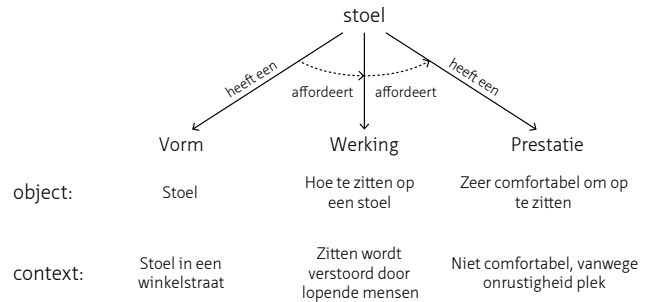 stoel
heeft een
heeft een
affordeert
affordeert
Vorm
Werking
Prestatie
object:
Stoel
Hoe te zitten op
een stoel
Zeer comfortabel om op
te zitten
context:
Stoel in een
winkelstraat
Zitten wordt
verstoord door
lopende mensen
Niet comfortabel, vanwege
onrustigheid plek